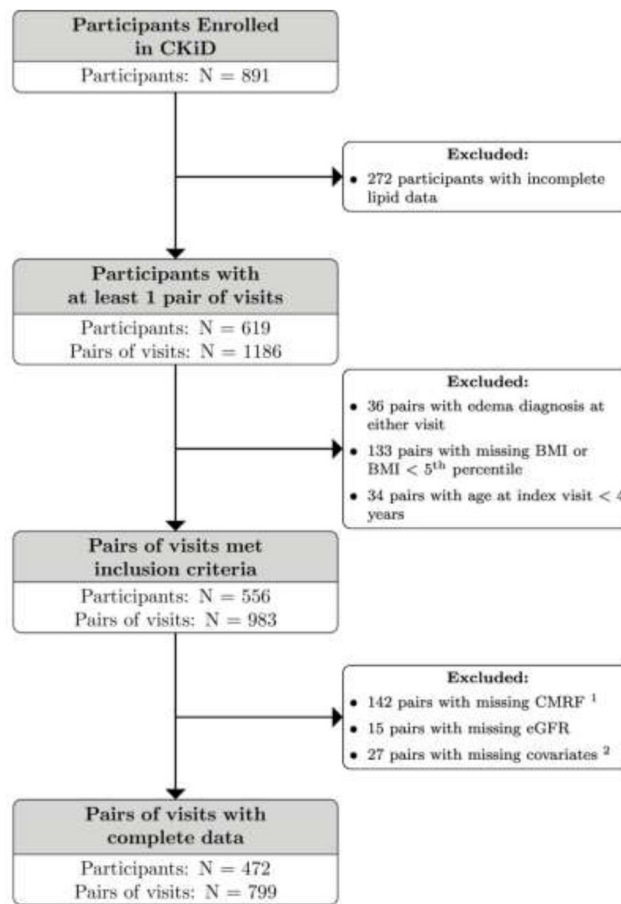 Participants Enrolled
in CKiD
Participants: N = 891
Excluded:
• 272 participants with incomplete
lipid data
Participants with
at least 1 pair of visits
Participants: N = 619
Pairs of visits: N = 1186
Excluded:
• 36 pairs with edema diagnosis at
either visit
• 133 pairs with missing BMI or
BMI < 5th percentile
• 34 pairs with age at index visit < 4
years
Pairs of visits met
inclusion criteria
Participants: N = 556
Pairs of visits: N = 983
Excluded:
• 142 pairs with missing CMRF 1
• 15 pairs with missing eGFR
• 27 pairs with missing covariates 2
Pairs of visits with
complete data
Participants: N = 472
Pairs of visits: N = 799